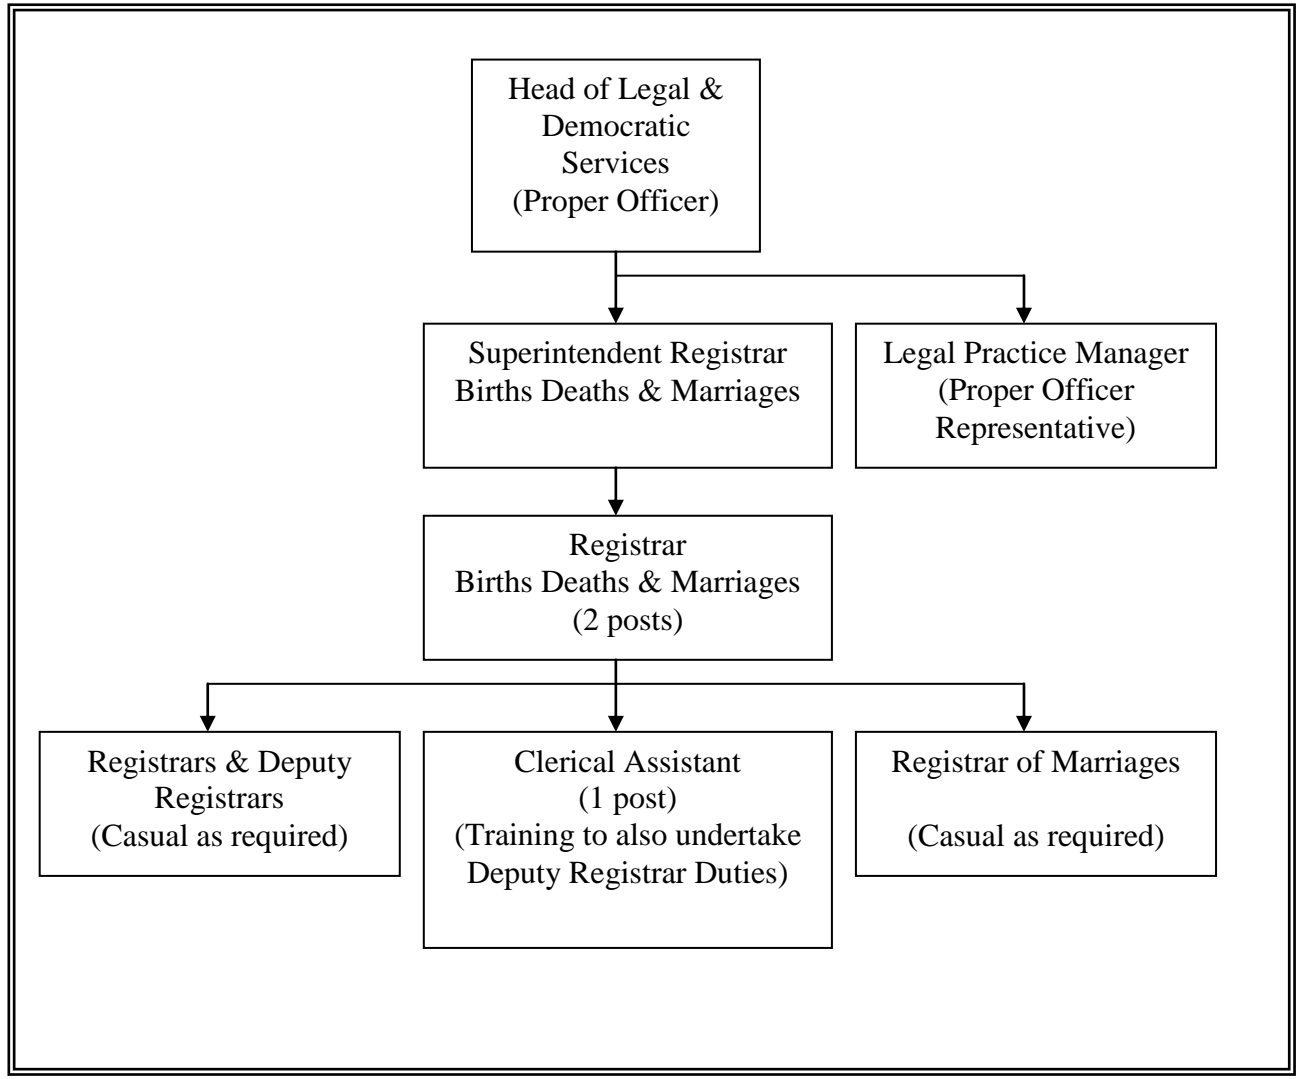 Head of Legal &
Democratic
Services
(Proper Officer)
Superintendent Registrar
Births Deaths & Marriages
Legal Practice Manager
(Proper Officer
Representative)
Registrar
Births Deaths & Marriages
(2 posts)
Registrars & Deputy
Registrars
(Casual as required)
Clerical Assistant
(1 post)
(Training to also undertake
Deputy Registrar Duties)
Registrar of Marriages
(Casual as required)